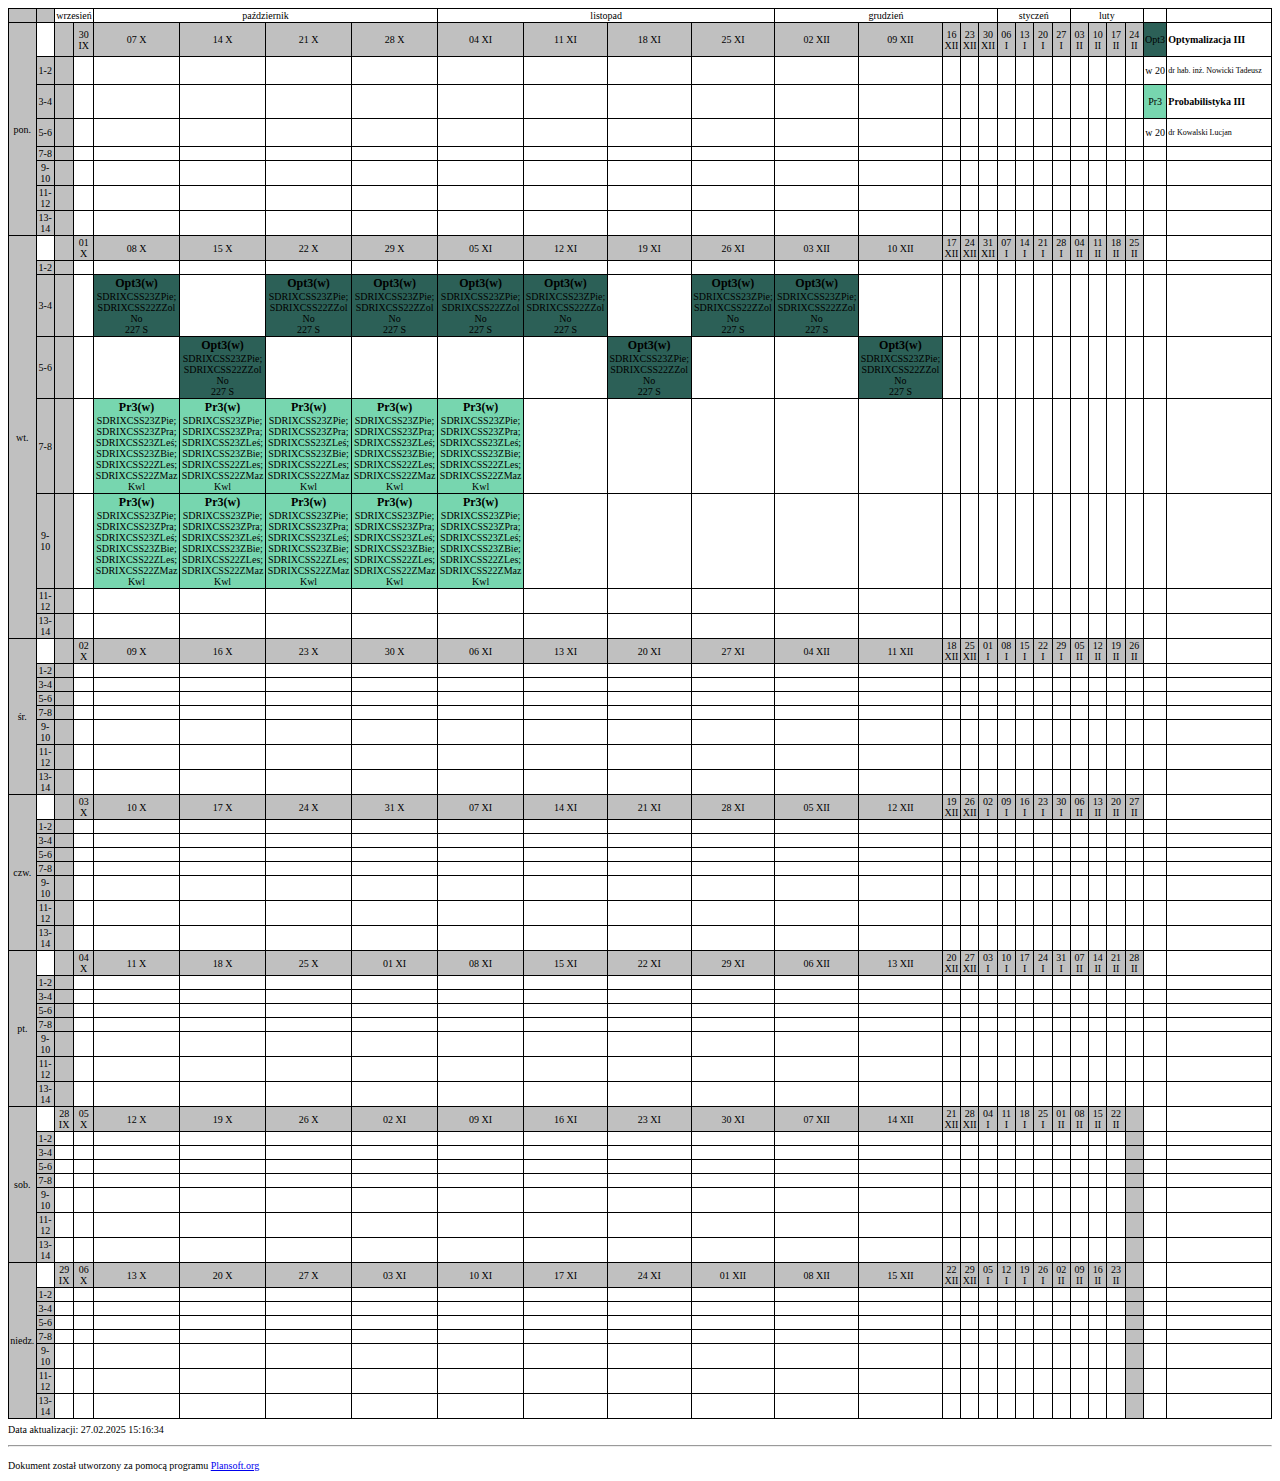 wrzesień październik listopad grudzień styczeń luty
pon. 30 IX 07 X 14 X 21 X 28 X 04 XI 11 XI 18 XI 25 XI 02 XII 09 XII 16 XII 23 XII 30 XII 06 I 13 I 20 I 27 I 03 II 10 II 17 II 24 II Opt3 Optymalizacja III
1-2 w 20 dr hab. inż. Nowicki Tadeusz
3-4 Pr3 Probabilistyka III
5-6 w 20 dr Kowalski Lucjan
7-8
9-10
11-12
13-14
wt. 01 X 08 X 15 X 22 X 29 X 05 XI 12 XI 19 XI 26 XI 03 XII 10 XII 17 XII 24 XII 31 XII 07 I 14 I 21 I 28 I 04 II 11 II 18 II 25 II
1-2
3-4 Opt3(w) Opt3(w) Opt3(w) Opt3(w) Opt3(w) Opt3(w) Opt3(w)
SDRIXCSS23ZPie; SDRIXCSS23ZPie; SDRIXCSS23ZPie; SDRIXCSS23ZPie; SDRIXCSS23ZPie; SDRIXCSS23ZPie; SDRIXCSS23ZPie;
SDRIXCSS22ZZol SDRIXCSS22ZZol SDRIXCSS22ZZol SDRIXCSS22ZZol SDRIXCSS22ZZol SDRIXCSS22ZZol SDRIXCSS22ZZol
No No No No No No No
227 S 227 S 227 S 227 S 227 S 227 S 227 S
5-6 Opt3(w) Opt3(w) Opt3(w)
SDRIXCSS23ZPie; SDRIXCSS23ZPie; SDRIXCSS23ZPie;
SDRIXCSS22ZZol SDRIXCSS22ZZol SDRIXCSS22ZZol
No No No
227 S 227 S 227 S
7-8 Pr3(w) Pr3(w) Pr3(w) Pr3(w) Pr3(w)
SDRIXCSS23ZPie; SDRIXCSS23ZPie; SDRIXCSS23ZPie; SDRIXCSS23ZPie; SDRIXCSS23ZPie;
SDRIXCSS23ZPra; SDRIXCSS23ZPra; SDRIXCSS23ZPra; SDRIXCSS23ZPra; SDRIXCSS23ZPra;
SDRIXCSS23ZLeś; SDRIXCSS23ZLeś; SDRIXCSS23ZLeś; SDRIXCSS23ZLeś; SDRIXCSS23ZLeś;
SDRIXCSS23ZBie; SDRIXCSS23ZBie; SDRIXCSS23ZBie; SDRIXCSS23ZBie; SDRIXCSS23ZBie;
SDRIXCSS22ZLes; SDRIXCSS22ZLes; SDRIXCSS22ZLes; SDRIXCSS22ZLes; SDRIXCSS22ZLes;
SDRIXCSS22ZMaz SDRIXCSS22ZMaz SDRIXCSS22ZMaz SDRIXCSS22ZMaz SDRIXCSS22ZMaz
Kwl Kwl Kwl Kwl Kwl
9-10 Pr3(w) Pr3(w) Pr3(w) Pr3(w) Pr3(w)
SDRIXCSS23ZPie; SDRIXCSS23ZPie; SDRIXCSS23ZPie; SDRIXCSS23ZPie; SDRIXCSS23ZPie;
SDRIXCSS23ZPra; SDRIXCSS23ZPra; SDRIXCSS23ZPra; SDRIXCSS23ZPra; SDRIXCSS23ZPra;
SDRIXCSS23ZLeś; SDRIXCSS23ZLeś; SDRIXCSS23ZLeś; SDRIXCSS23ZLeś; SDRIXCSS23ZLeś;
SDRIXCSS23ZBie; SDRIXCSS23ZBie; SDRIXCSS23ZBie; SDRIXCSS23ZBie; SDRIXCSS23ZBie;
SDRIXCSS22ZLes; SDRIXCSS22ZLes; SDRIXCSS22ZLes; SDRIXCSS22ZLes; SDRIXCSS22ZLes;
SDRIXCSS22ZMaz SDRIXCSS22ZMaz SDRIXCSS22ZMaz SDRIXCSS22ZMaz SDRIXCSS22ZMaz
Kwl Kwl Kwl Kwl Kwl
11-12
13-14
śr. 02 X 09 X 16 X 23 X 30 X 06 XI 13 XI 20 XI 27 XI 04 XII 11 XII 18 XII 25 XII 01 I 08 I 15 I 22 I 29 I 05 II 12 II 19 II 26 II
1-2
3-4
5-6
7-8
9-10
11-12
13-14
czw. 03 X 10 X 17 X 24 X 31 X 07 XI 14 XI 21 XI 28 XI 05 XII 12 XII 19 XII 26 XII 02 I 09 I 16 I 23 I 30 I 06 II 13 II 20 II 27 II
1-2
3-4
5-6
7-8
9-10
11-12
13-14
pt. 04 X 11 X 18 X 25 X 01 XI 08 XI 15 XI 22 XI 29 XI 06 XII 13 XII 20 XII 27 XII 03 I 10 I 17 I 24 I 31 I 07 II 14 II 21 II 28 II
1-2
3-4
5-6
7-8
9-10
11-12
13-14
sob. 28 IX 05 X 12 X 19 X 26 X 02 XI 09 XI 16 XI 23 XI 30 XI 07 XII 14 XII 21 XII 28 XII 04 I 11 I 18 I 25 I 01 II 08 II 15 II 22 II
1-2
3-4
5-6
7-8
9-10
11-12
13-14
niedz. 29 IX 06 X 13 X 20 X 27 X 03 XI 10 XI 17 XI 24 XI 01 XII 08 XII 15 XII 22 XII 29 XII 05 I 12 I 19 I 26 I 02 II 09 II 16 II 23 II
1-2
3-4
5-6
7-8
9-10
11-12
13-14
Data aktualizacji: 27.02.2025 15:16:34
Dokument został utworzony za pomocą programu Plansoft.org